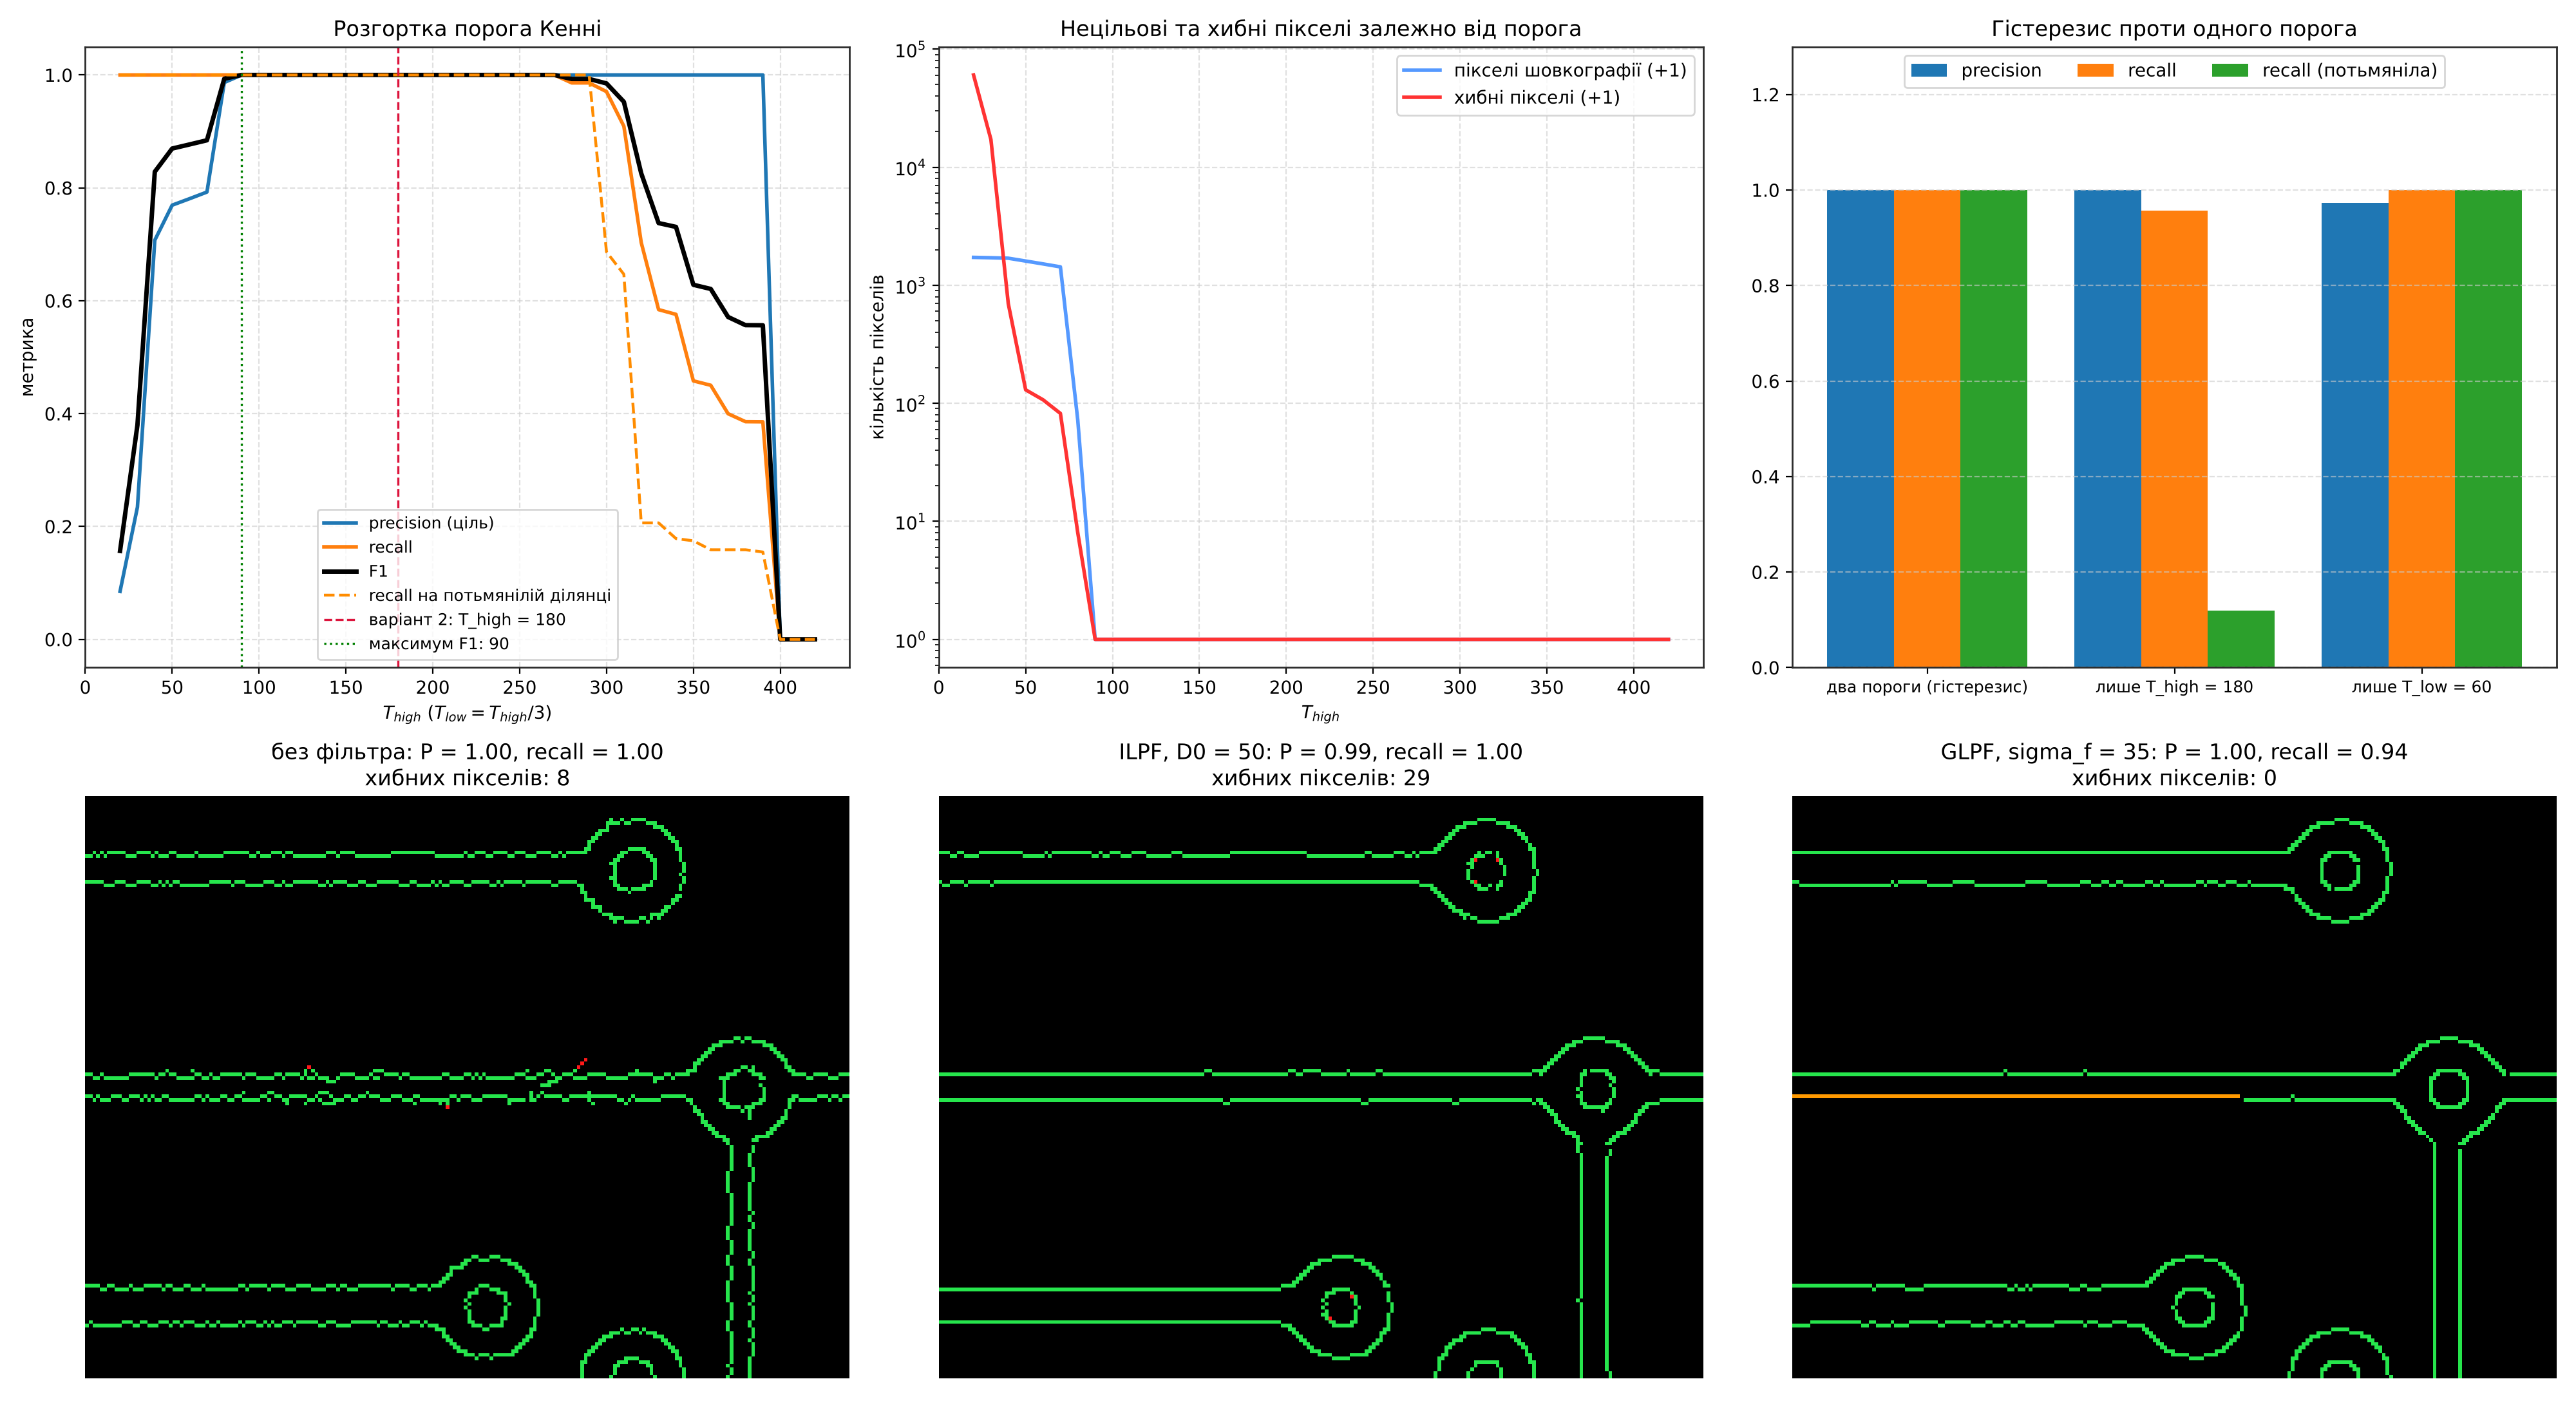 Розгортка порога Кенні
метрика
1.0
0.8
0.6
0.4
0.2
0.0
precision (ціль)
recall
F1
recall на потьмянілій ділянці
варіант 2: T_high = 180
максимум F1: 90
0 50 100 150 200 250 300 350 400
T_high (T_low = T_high/3)
Нецільові та хибні пікселі залежно від порога
кількість пікселів
10^5
10^4
10^3
10^2
10^1
10^0
пікселі шовкографії (+1)
хибні пікселі (+1)
0 50 100 150 200 250 300 350 400
T_high
Гістерезис проти одного порога
precision recall recall (потьмяніла)
1.2
1.0
0.8
0.6
0.4
0.2
0.0
два пороги (гістерезис) лише T_high = 180 лише T_low = 60
без фільтра: P = 1.00, recall = 1.00
хибних пікселів: 8
ILPF, D0 = 50: P = 0.99, recall = 1.00
хибних пікселів: 29
GLPF, sigma_f = 35: P = 1.00, recall = 0.94
хибних пікселів: 0